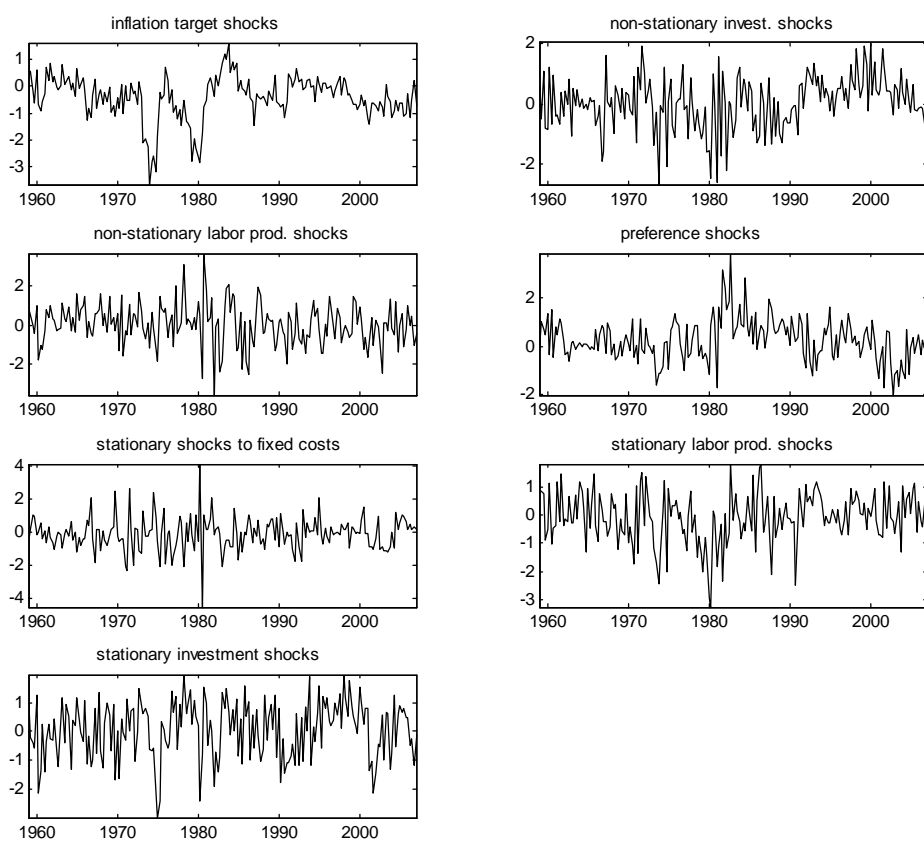 inflation target shocks
1
0
-1
-2
-3
1960 1970 1980 1990 2000
non-stationary invest. shocks
2
0
-2
1960 1970 1980 1990 2000
non-stationary labor prod. shocks
2
0
-2
1960 1970 1980 1990 2000
preference shocks
2
0
-2
1960 1970 1980 1990 2000
stationary shocks to fixed costs
4
2
0
-2
-4
1960 1970 1980 1990 2000
stationary labor prod. shocks
1
0
-1
-2
-3
1960 1970 1980 1990 2000
stationary investment shocks
1
0
-1
-2
1960 1970 1980 1990 2000